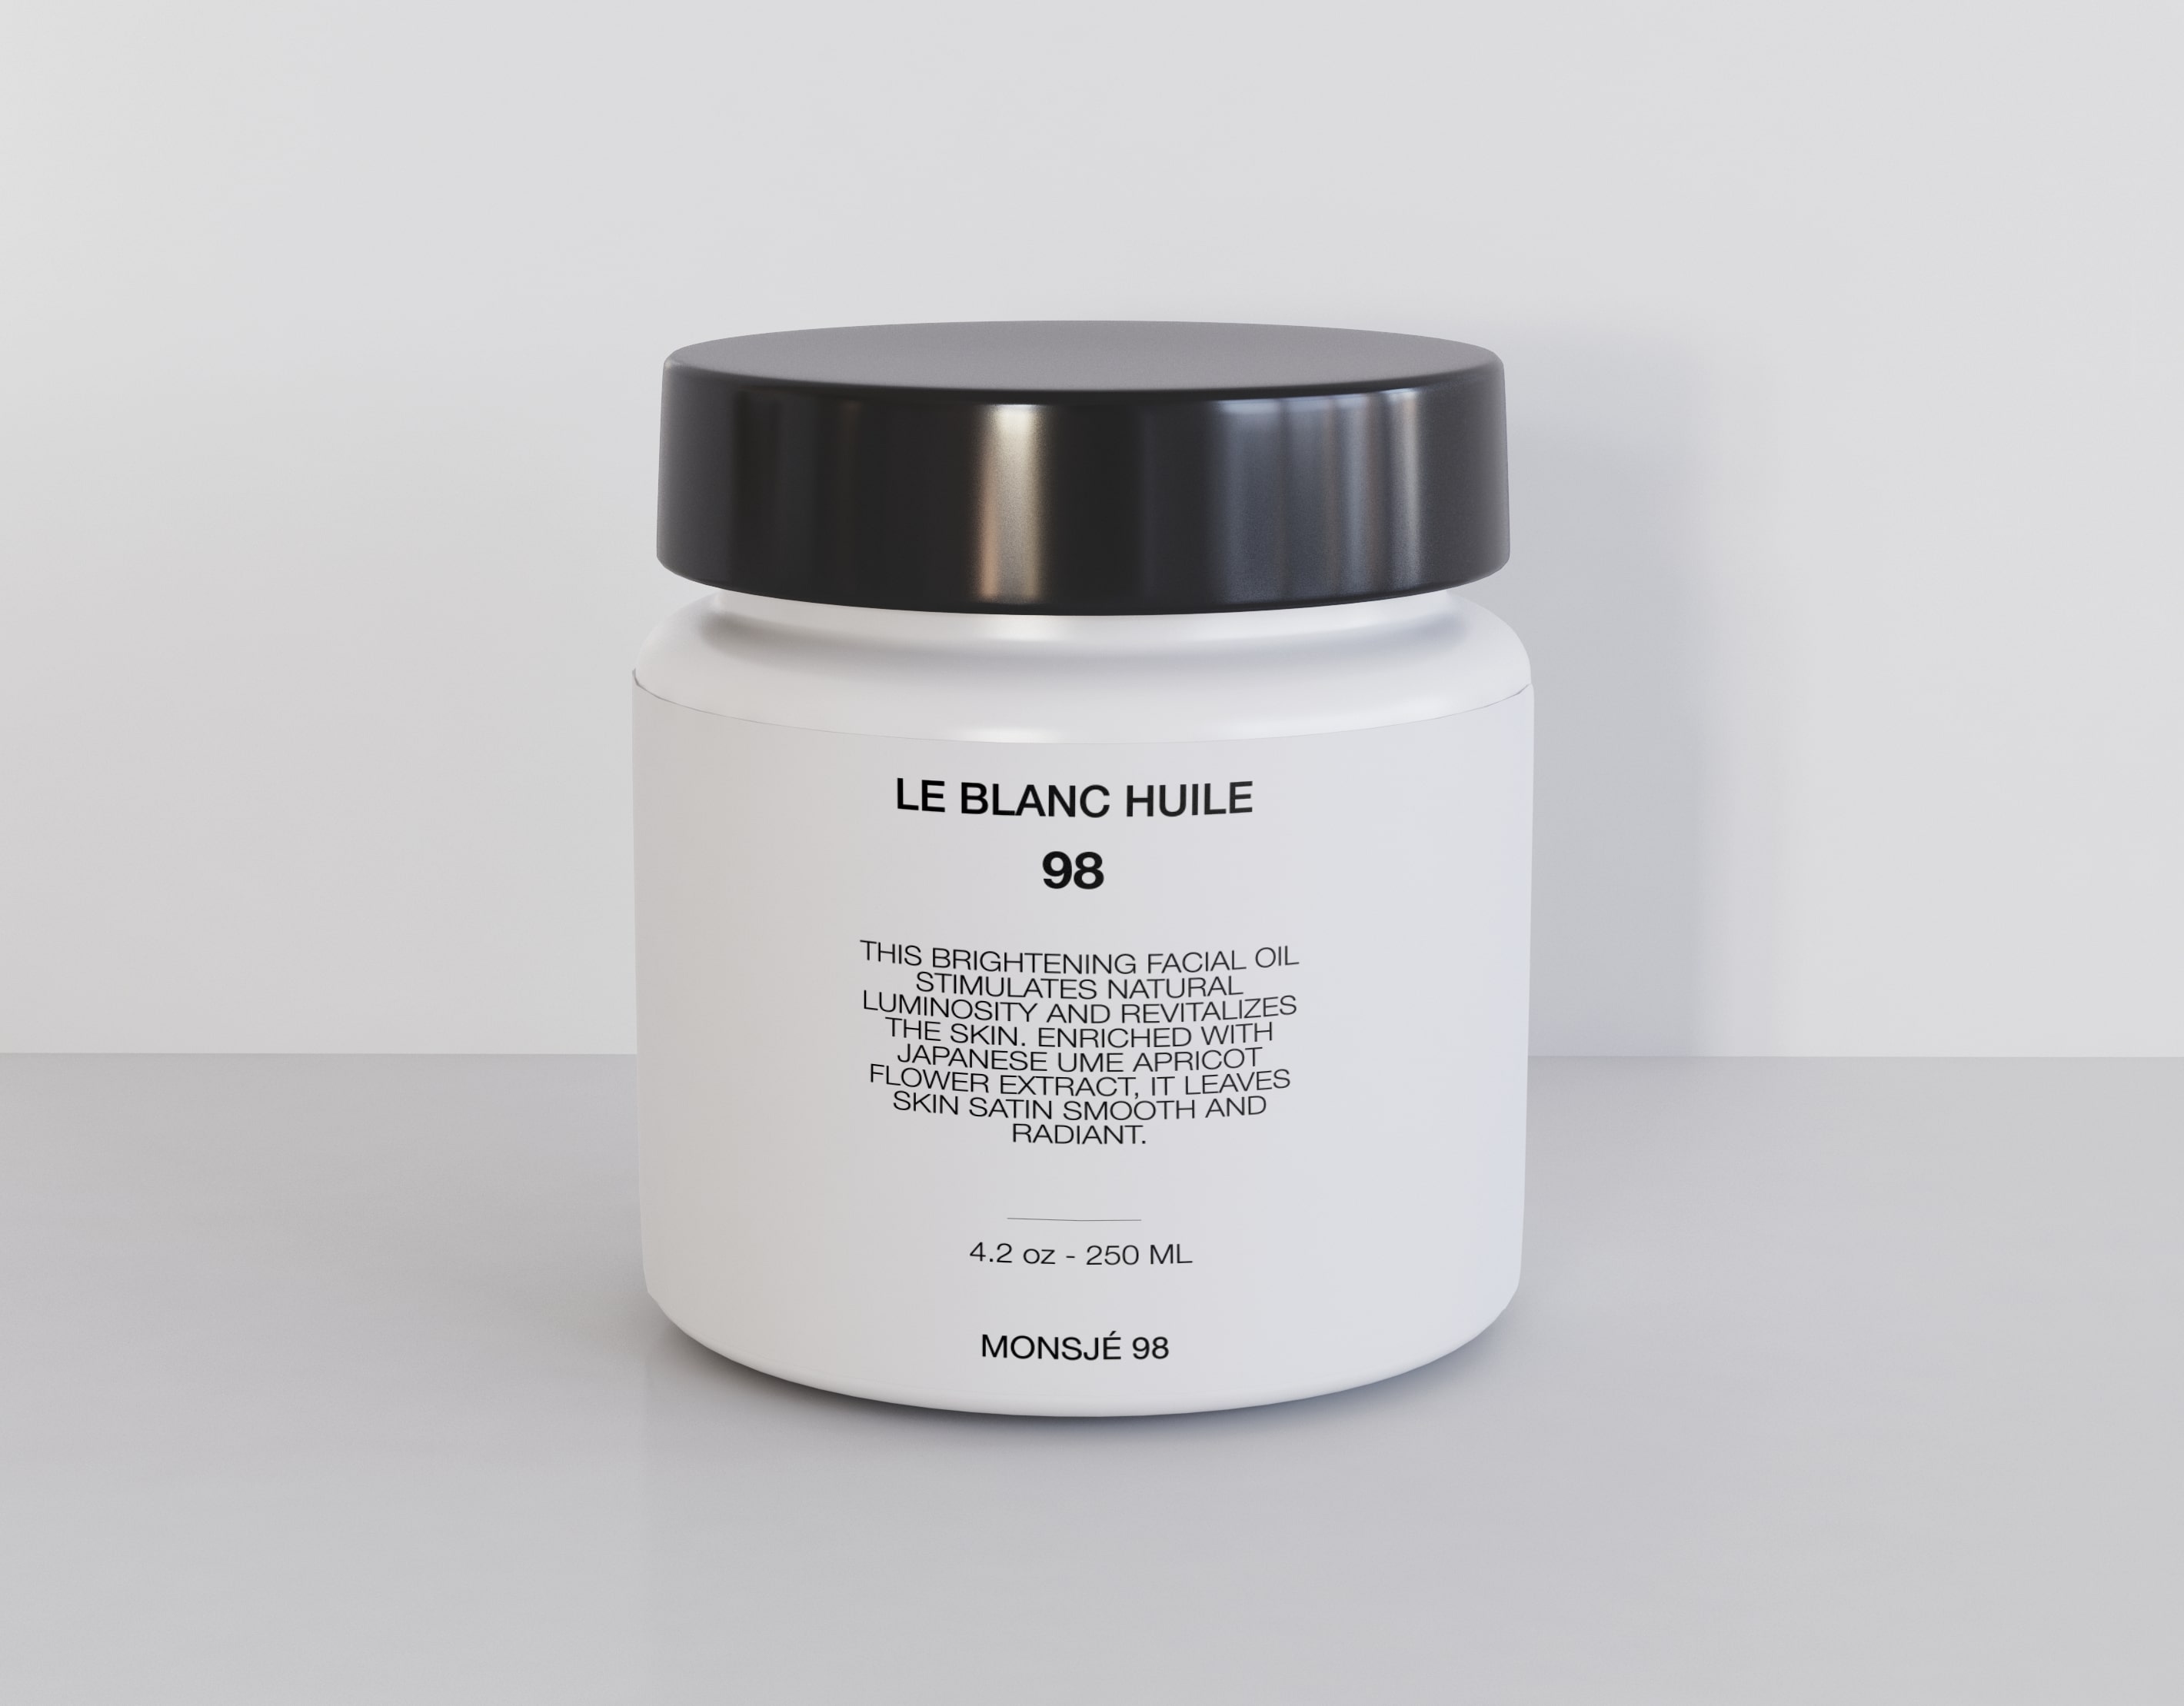 LE BLANC HUILE
98
THIS BRIGHTENING FACIAL OIL
STIMULATES NATURAL
LUMINOSITY AND REVITALIZES
THE SKIN. ENRICHED WITH
JAPANESE UME APRICOT
FLOWER EXTRACT, IT LEAVES
SKIN SATIN SMOOTH AND
RADIANT.
4.2 oz - 250 ML
MONSJÉ 98